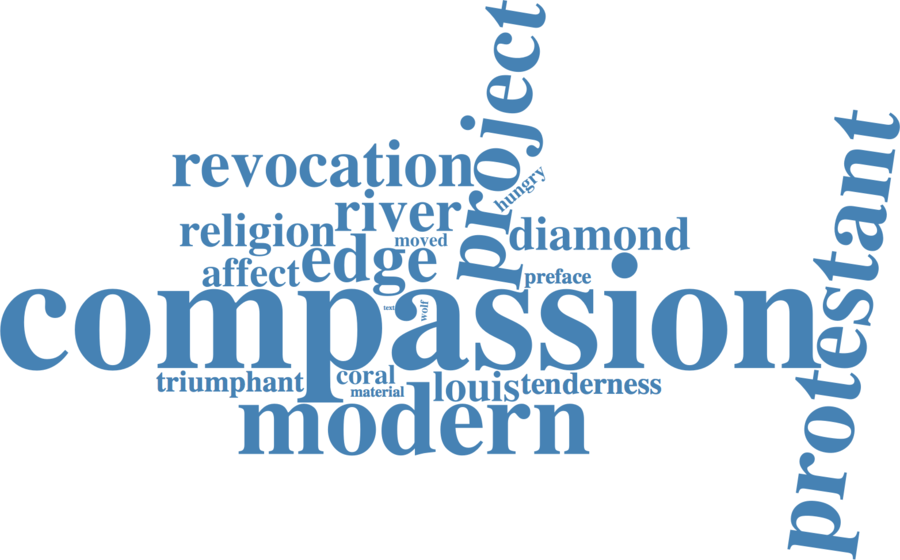 project
protestant
revocation
hungry
river
religion
moved
diamond
edge
affect
preface
compassion
text
wolf
triumphant
coral
material
louis
tenderness
modern